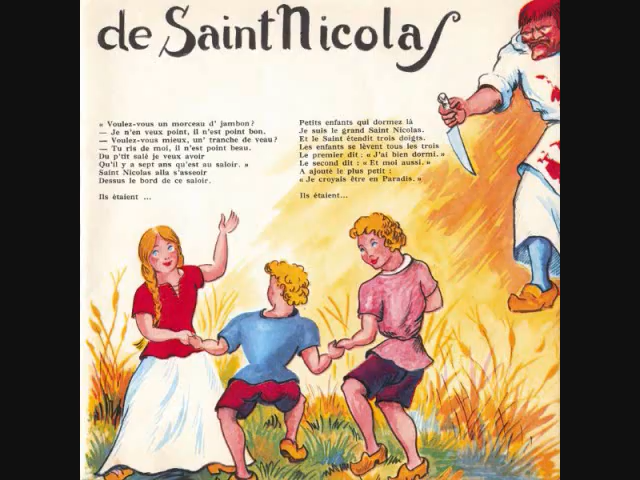 de Saint Nicolas
« Voulez-vous un morceau d' jambon?
— Je n'en veux point, il n'est point bon.
— Voulez-vous mieux, un' tranche de veau?
— Tu ris de moi, il n'est point beau.
Du p'tit salé je veux avoir
Qu'il y a sept ans qu'est au saloir. »
Saint Nicolas alla s'asseoir
Dessus le bord de ce saloir.
Ils étaient ...
Petits enfants qui dormez là
Je suis le grand Saint Nicolas.
Et le Saint étendit trois doigts.
Les enfants se lèvent tous les trois
Le premier dit : « J'ai bien dormi. »
Le second dit : « Et moi aussi. »
A ajouté le plus petit :
« Je croyais être en Paradis. »
Ils étaient...